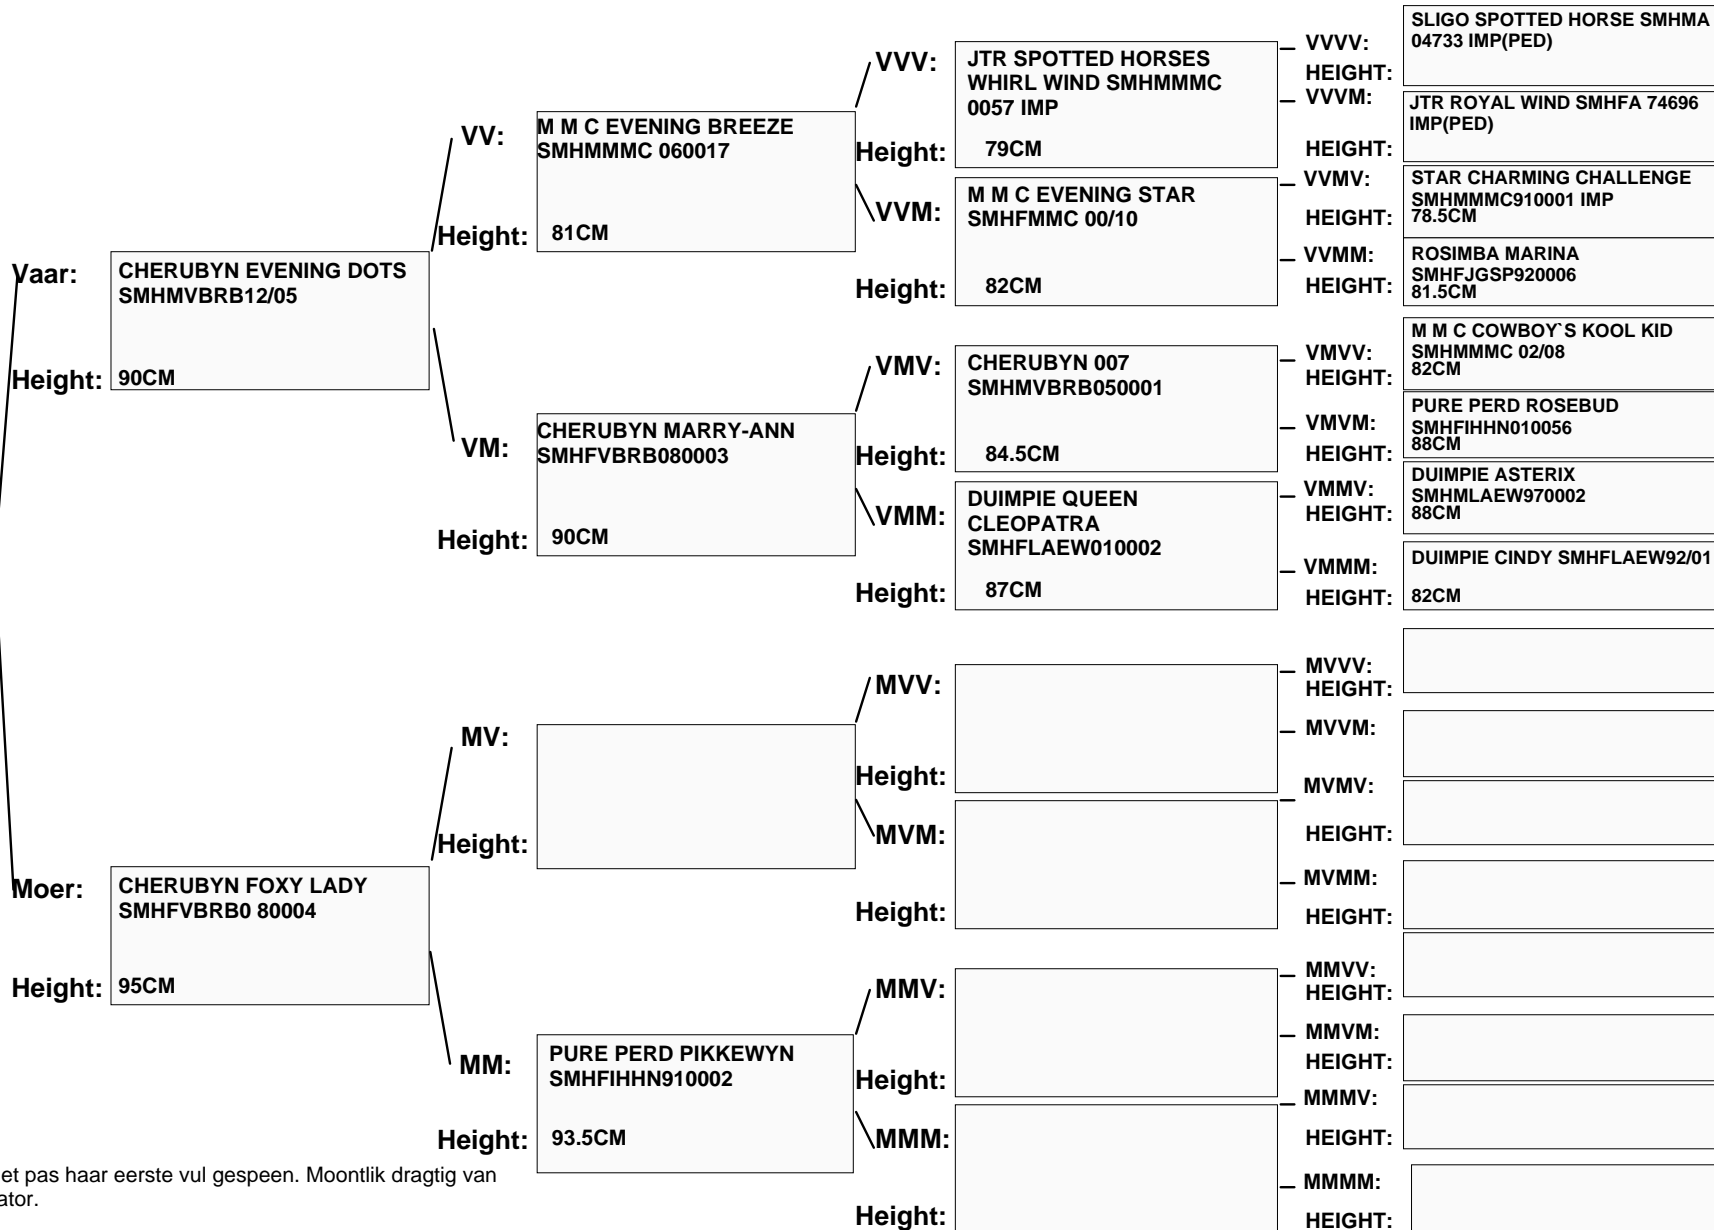 Vaar:
CHERUBYN EVENING DOTS
SMHMVBRB12/05
Height:
90CM
Moer:
CHERUBYN FOXY LADY
SMHFVBRB0 80004
Height:
95CM
VV:
M M C EVENING BREEZE
SMHMMMC 060017
Height:
81CM
VM:
CHERUBYN MARRY-ANN
SMHFVBRB080003
Height:
90CM
MV:
Height:
MM:
PURE PERD PIKKEWYN
SMHFIHHN910002
Height:
93.5CM
VVV:
JTR SPOTTED HORSES
WHIRL WIND SMHMMMC
0057 IMP
Height:
79CM
VVM:
M M C EVENING STAR
SMHFMMC 00/10
Height:
82CM
VMV:
CHERUBYN 007
SMHMVBRB050001
Height:
84.5CM
VMM:
DUIMPIE QUEEN
CLEOPATRA
SMHFLAEW010002
Height:
87CM
MVV:
Height:
MVM:
Height:
MMV:
Height:
MMM:
Height:
VVVV:
SLIGO SPOTTED HORSE SMHMA
04733 IMP(PED)
HEIGHT:
VVVM:
JTR ROYAL WIND SMHFA 74696
IMP(PED)
HEIGHT:
VVMV:
STAR CHARMING CHALLENGE
SMHMMMC910001 IMP
HEIGHT:
78.5CM
VVMM:
ROSIMBA MARINA
SMHFJGSP920006
HEIGHT:
81.5CM
VMVV:
M M C COWBOY`S KOOL KID
SMHMMMC 02/08
HEIGHT:
82CM
VMVM:
PURE PERD ROSEBUD
SMHFIHHN010056
HEIGHT:
88CM
VMMV:
DUIMPIE ASTERIX
SMHMLAEW970002
HEIGHT:
88CM
VMMM:
DUIMPIE CINDY SMHFLAEW92/01
HEIGHT:
82CM
MVVV:
HEIGHT:
MVVM:
MVMV:
HEIGHT:
MVMM:
HEIGHT:
MMVV:
HEIGHT:
MMVM:
HEIGHT:
MMMV:
HEIGHT:
MMMM:
HEIGHT:
et pas haar eerste vul gespeen. Moontlik dragtig van
ator.